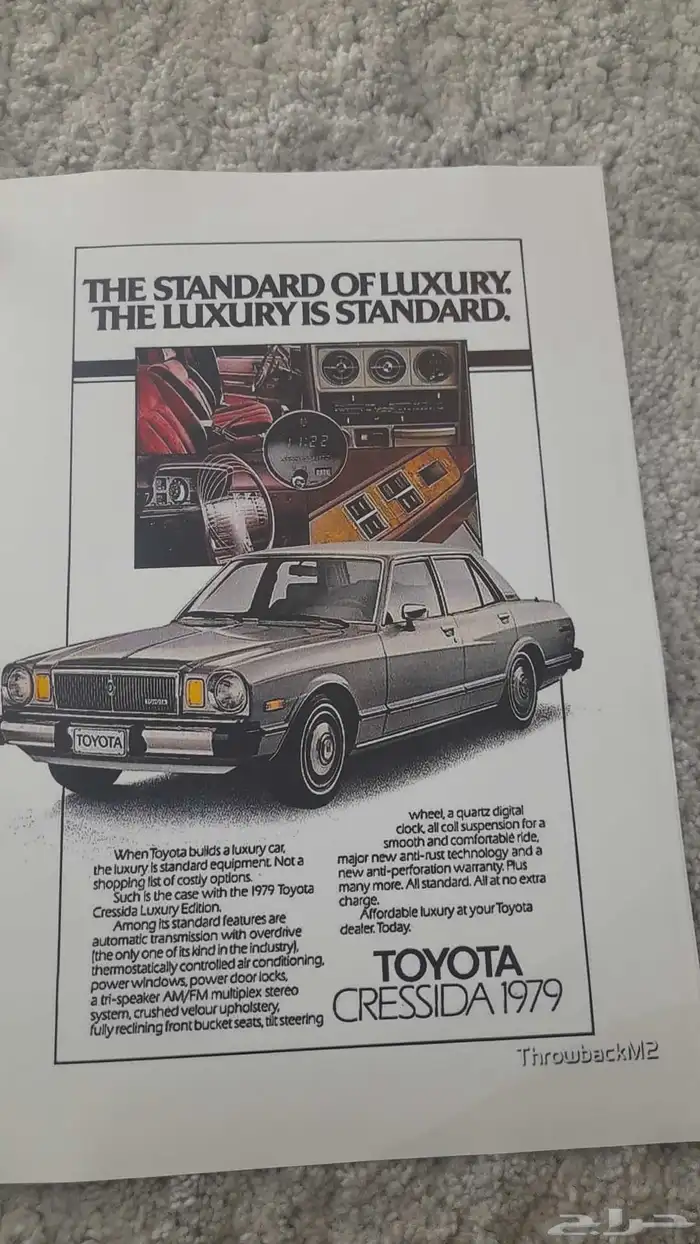 THE STANDARD OF LUXURY.
THE LUXURY IS STANDARD.
11:22
TOYOTA
TOYOTA
When Toyota builds a luxury car,
the luxury is standard equipment. Not a
shopping list of costly options.
Such is the case with the 1979 Toyota
Cressida Luxury Edition.
Among its standard features are
automatic transmission with overdrive
(the only one of its kind in the industry),
thermostatically controlled air conditioning,
power windows, power door locks,
a tri-speaker AM/FM multiplex stereo
system, crushed velour upholstery,
fully reclining front bucket seats, tilt steering
wheel, a quartz digital
clock, all coil suspension for a
smooth and comfortable ride,
major new anti-rust technology and a
new anti-perforation warranty. Plus
many more. All standard. All at no extra
charge.
Affordable luxury at your Toyota
dealer. Today.
TOYOTA
CRESSIDA 1979
ThrowbackM2
حراج